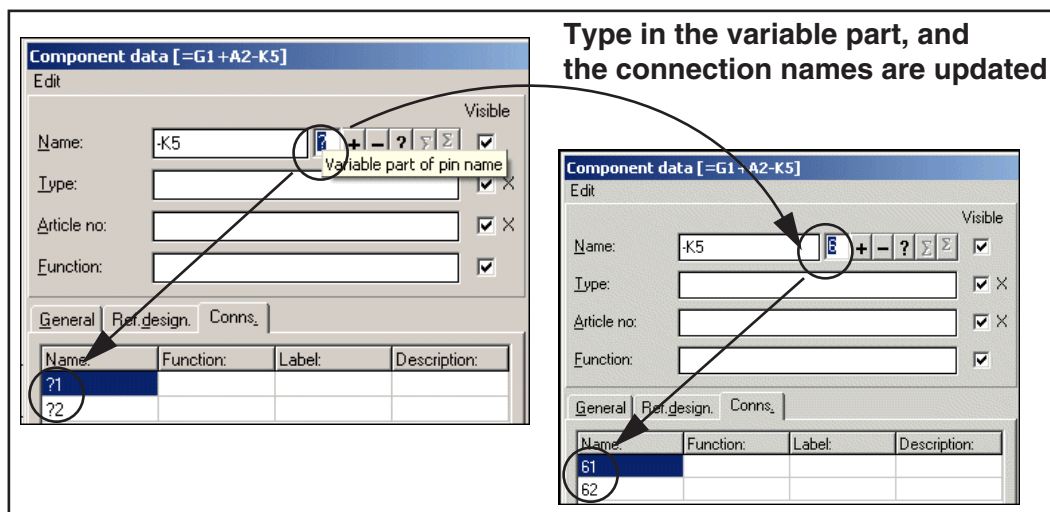 Type in the variable part, and
the connection names are updated
Component data [=G1+A2-K5]
Edit
Visible
Name: -K5 ? + – ? Σ Σ
Variable part of pin name
Type: X
Article no: X
Function:
General Ref.design. Conns.
Name: Function: Label: Description:
?1
?2
Component data [=G1+A2-K5]
Edit
Visible
Name: -K5 6 + – ? Σ Σ
Type: X
Article no: X
Function:
General Ref.design. Conns.
Name: Function: Label: Description:
61
62